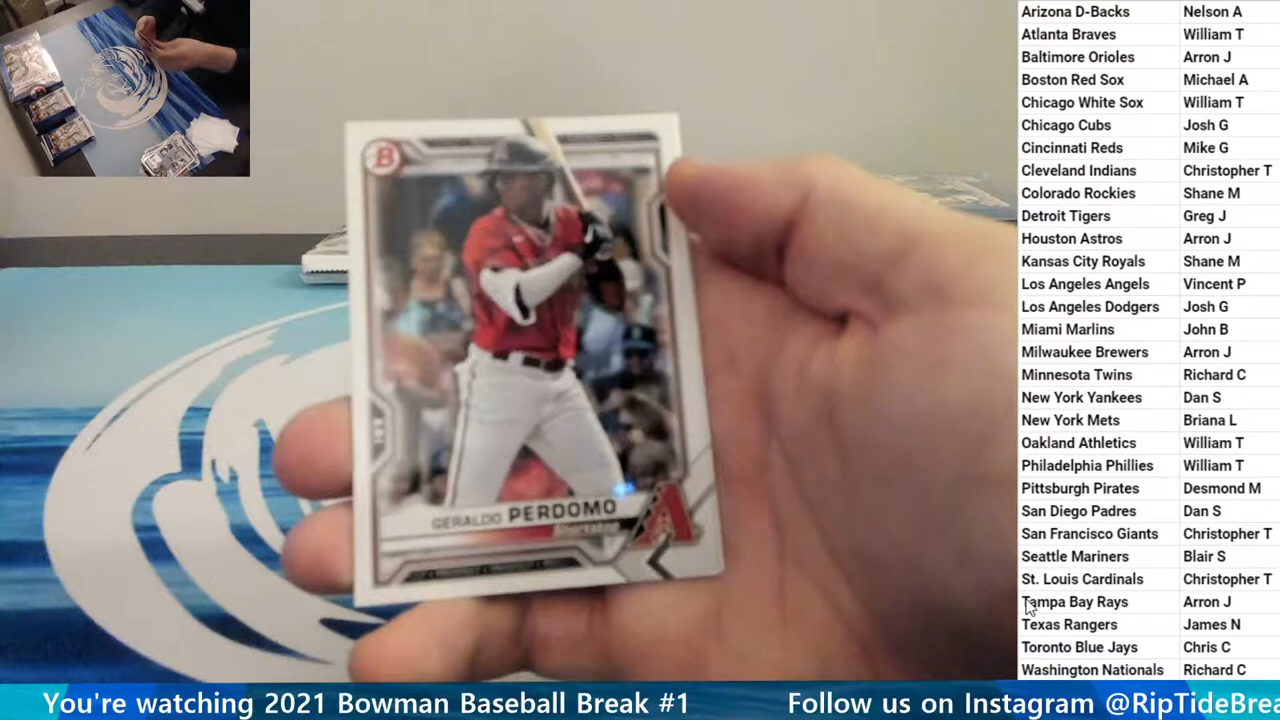 GERALDO PERDOMO
Arizona D-Backs Nelson A
Atlanta Braves William T
Baltimore Orioles Arron J
Boston Red Sox Michael A
Chicago White Sox William T
Chicago Cubs Josh G
Cincinnati Reds Mike G
Cleveland Indians Christopher T
Colorado Rockies Shane M
Detroit Tigers Greg J
Houston Astros Arron J
Kansas City Royals Shane M
Los Angeles Angels Vincent P
Los Angeles Dodgers Josh G
Miami Marlins John B
Milwaukee Brewers Arron J
Minnesota Twins Richard C
New York Yankees Dan S
New York Mets Briana L
Oakland Athletics William T
Philadelphia Phillies William T
Pittsburgh Pirates Desmond M
San Diego Padres Dan S
San Francisco Giants Christopher T
Seattle Mariners Blair S
St. Louis Cardinals Christopher T
Tampa Bay Rays Arron J
Texas Rangers James N
Toronto Blue Jays Chris C
Washington Nationals Richard C
You're watching 2021 Bowman Baseball Break #1 Follow us on Instagram @RipTideBrea